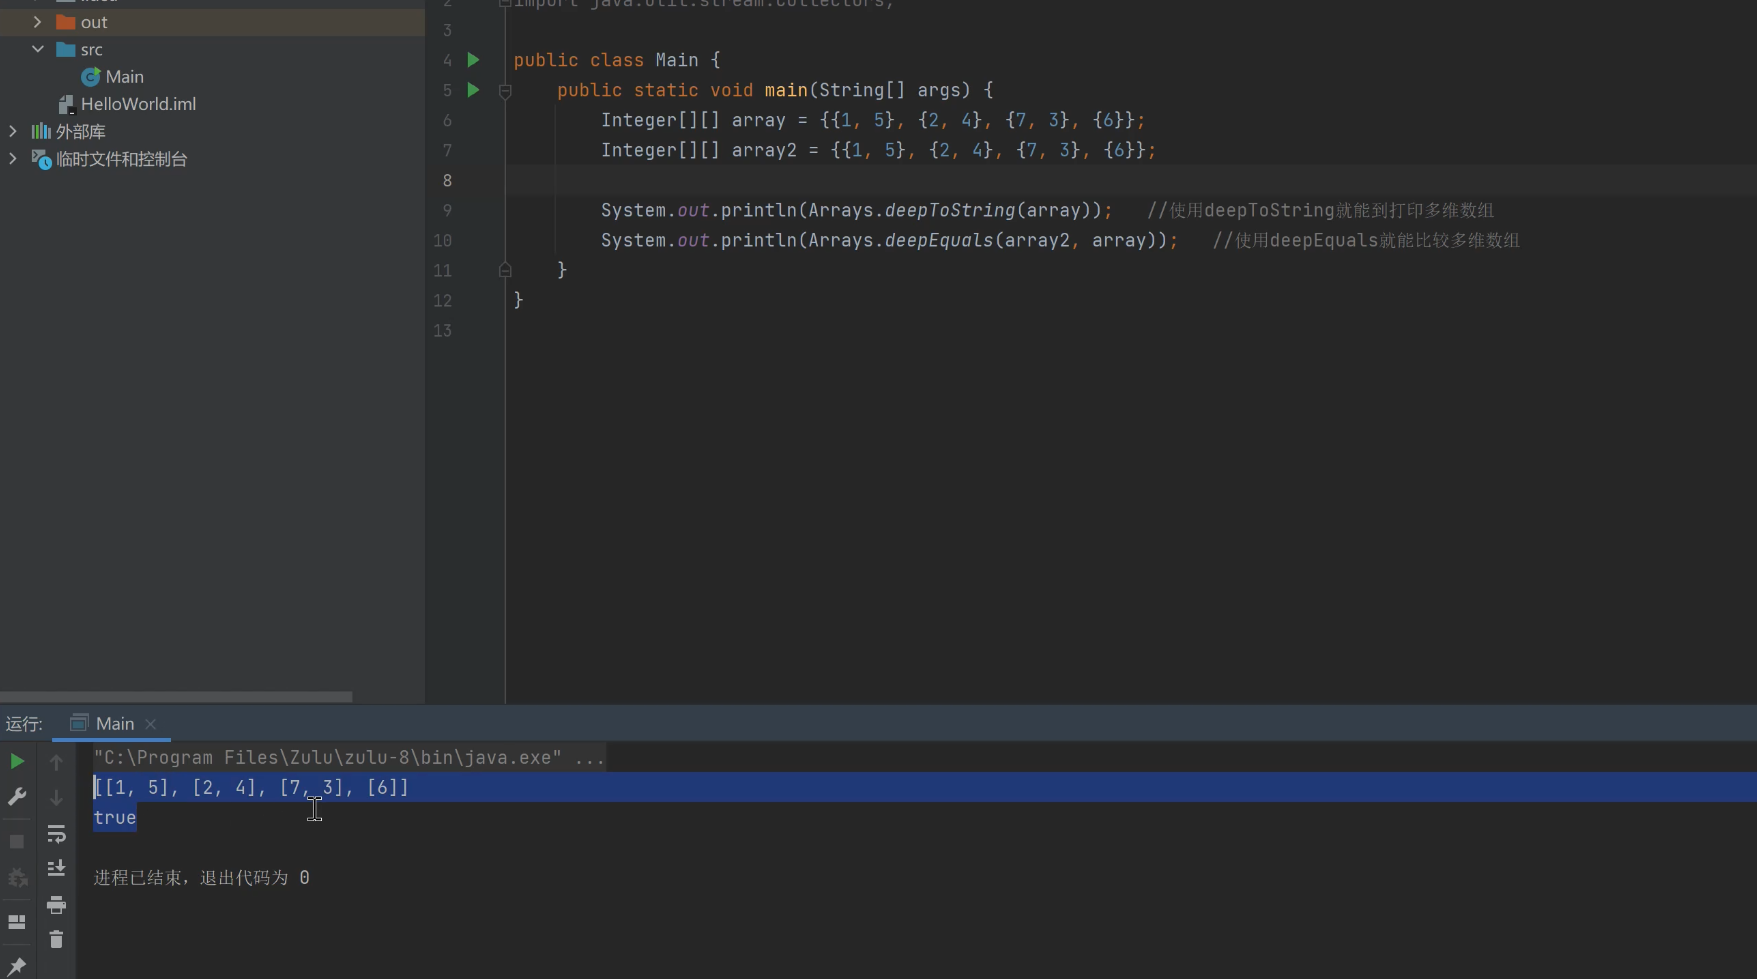 out
src
Main
HelloWorld.iml
外部库
临时文件和控制台
2 import java.util.stream.Collectors;
3
4 public class Main {
5 public static void main(String[] args) {
6 Integer[][] array = {{1, 5}, {2, 4}, {7, 3}, {6}};
7 Integer[][] array2 = {{1, 5}, {2, 4}, {7, 3}, {6}};
8
9 System.out.println(Arrays.deepToString(array)); //使用deepToString就能到打印多维数组
10 System.out.println(Arrays.deepEquals(array2, array)); //使用deepEquals就能比较多维数组
11 }
12 }
13
运行: Main
"C:\Program Files\Zulu\zulu-8\bin\java.exe" ...
[[1, 5], [2, 4], [7, 3], [6]]
true
进程已结束，退出代码为 0